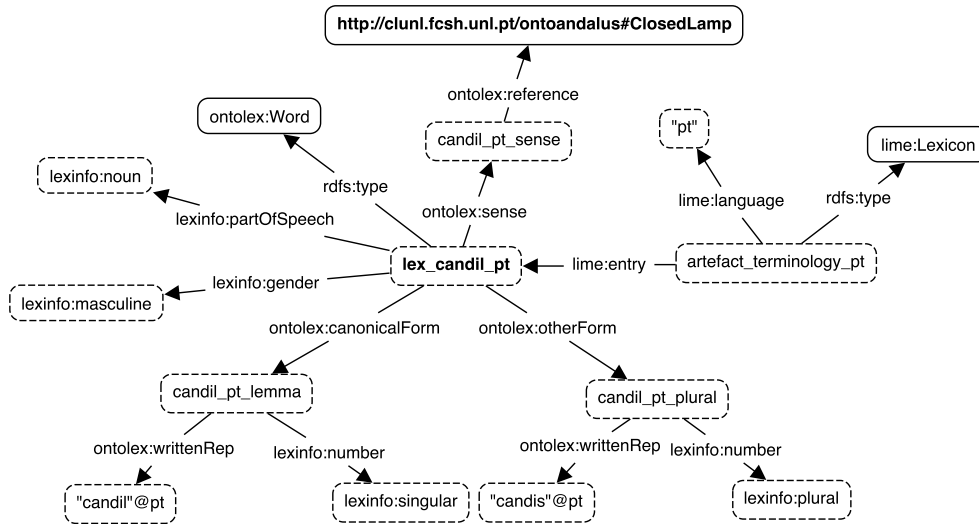 http://clunl.fcsh.unl.pt/ontoandalus#ClosedLamp
ontolex:reference
ontolex:Word
candil_pt_sense
"pt"
lime:Lexicon
lexinfo:noun
rdfs:type
ontolex:sense
lime:language
rdfs:type
lexinfo:partOfSpeech
lex_candil_pt
lime:entry
artefact_terminology_pt
lexinfo:gender
lexinfo:masculine
ontolex:canonicalForm
ontolex:otherForm
candil_pt_lemma
candil_pt_plural
ontolex:writtenRep
lexinfo:number
ontolex:writtenRep
lexinfo:number
"candil"@pt
lexinfo:singular
"candis"@pt
lexinfo:plural